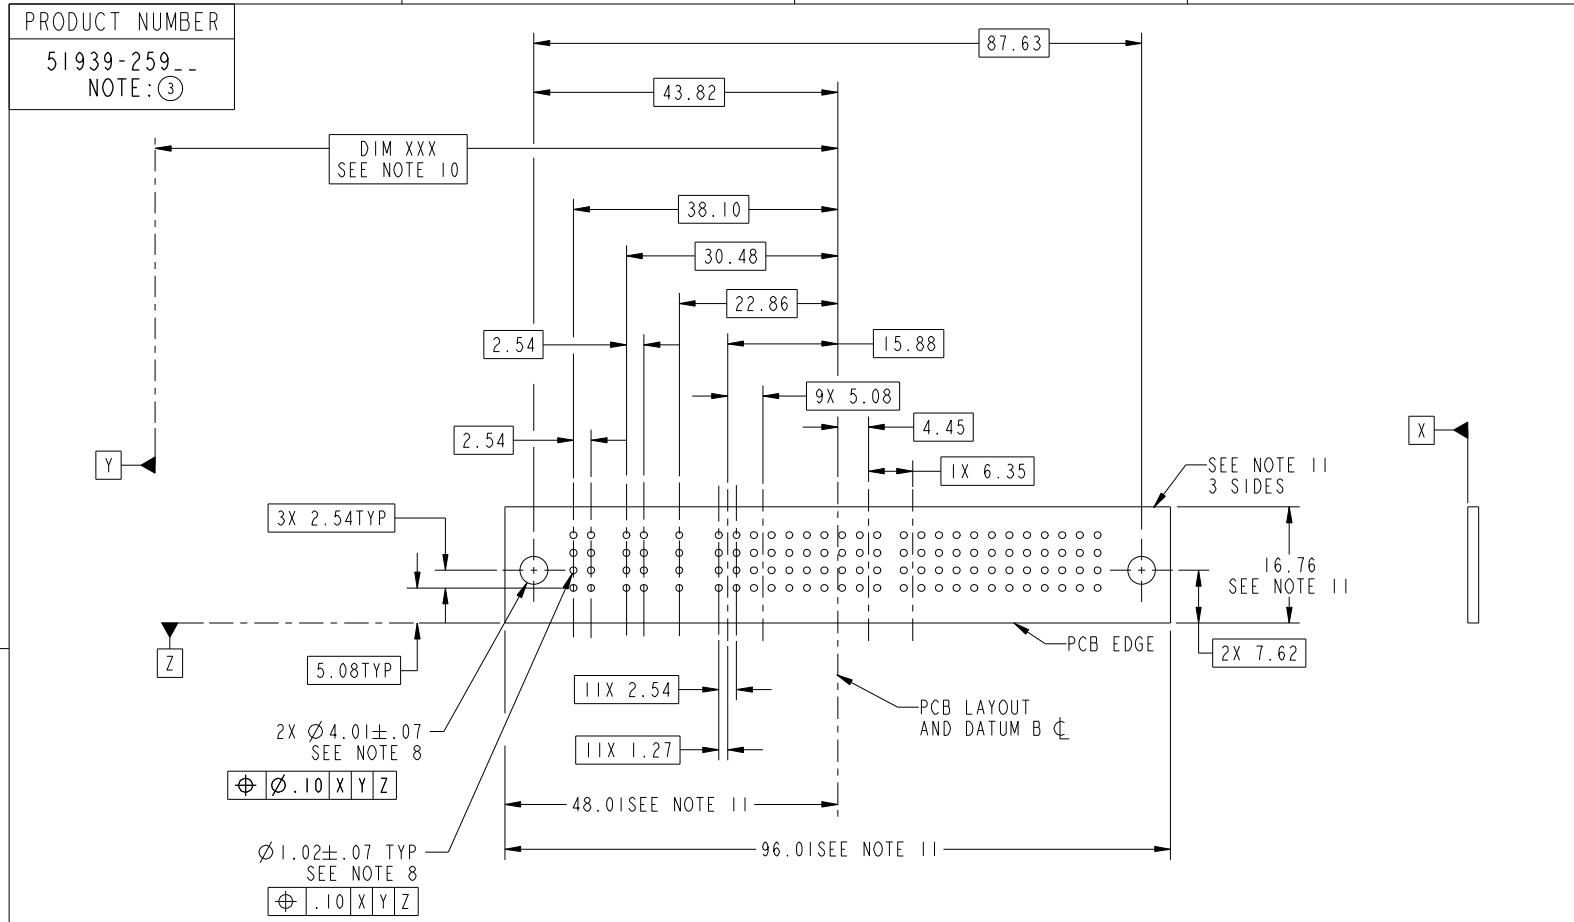 PRODUCT NUMBER
51939-259__
NOTE: 3
87.63
43.82
DIM XXX
SEE NOTE 10
38.10
30.48
22.86
2.54
15.88
9X 5.08
2.54
4.45
1X 6.35
Y
X
SEE NOTE 11
3 SIDES
3X 2.54TYP
16.76
SEE NOTE 11
Z
5.08TYP
PCB EDGE
2X 7.62
11X 2.54
PCB LAYOUT
AND DATUM B ℄
2X Ø4.01±.07
SEE NOTE 8
11X 1.27
⌖ Ø.10 X Y Z
48.01SEE NOTE 11
Ø1.02±.07 TYP
SEE NOTE 8
96.01SEE NOTE 11
⌖ .10 X Y Z